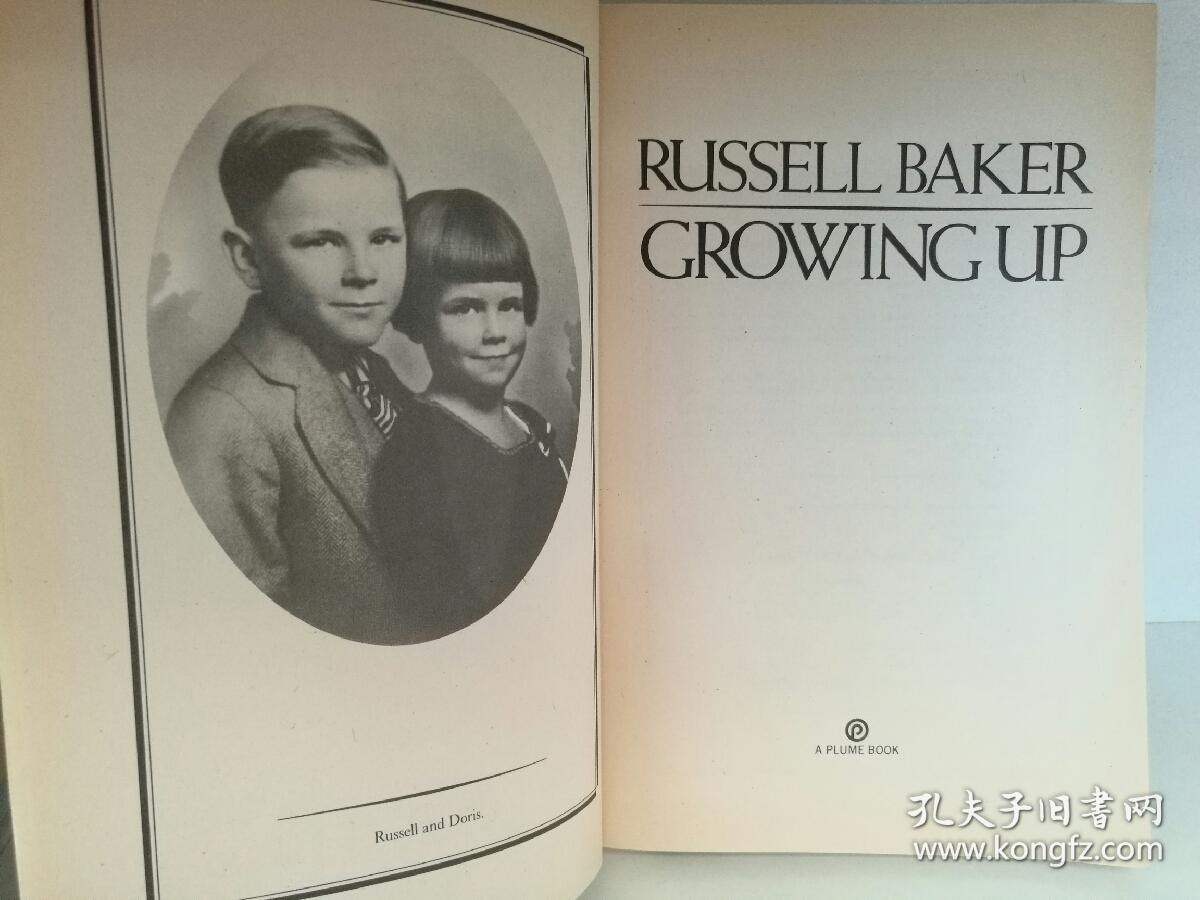 Russell and Doris.
RUSSELL BAKER
GROWING UP
P
A PLUME BOOK
孔夫子旧書网
www.kongfz.com